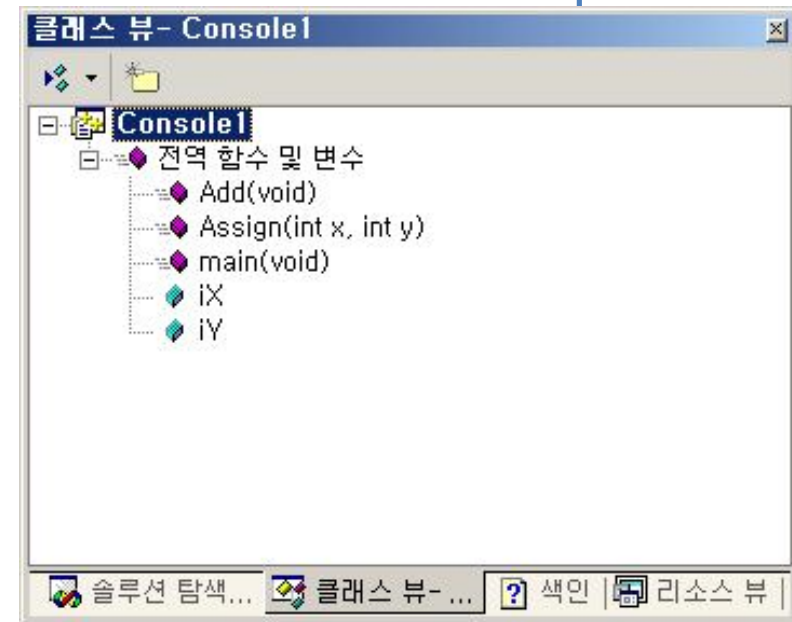 클래스 뷰- Console1
Console1
전역 함수 및 변수
Add(void)
Assign(int x, int y)
main(void)
iX
iY
솔루션 탐색... 클래스 뷰- ... 색인 리소스 뷰